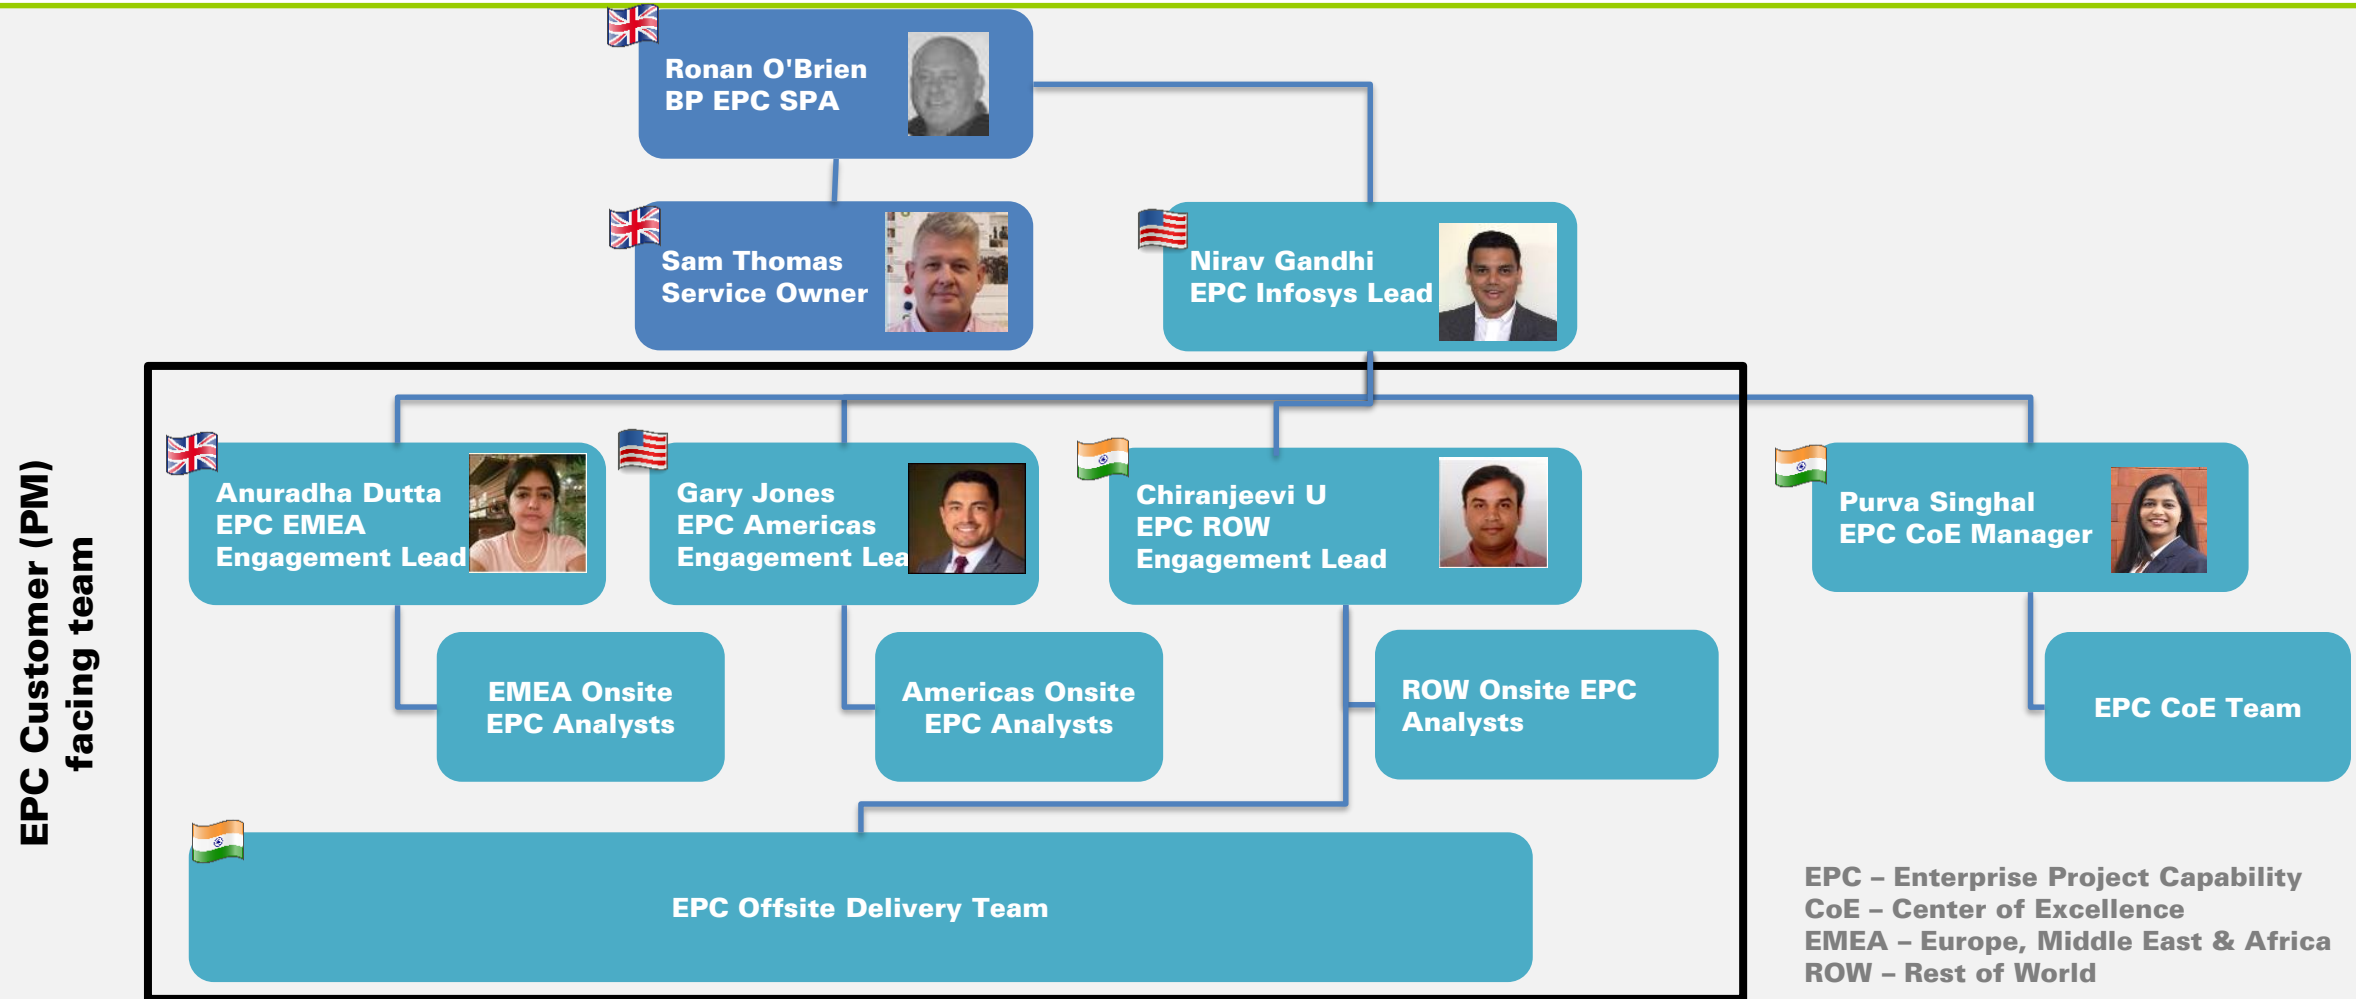 Ronan O'Brien
BP EPC SPA
Sam Thomas
Service Owner
Nirav Gandhi
EPC Infosys Lead
EPC Customer (PM)
facing team
Anuradha Dutta
EPC EMEA
Engagement Lead
Gary Jones
EPC Americas
Engagement Lea
Chiranjeevi U
EPC ROW
Engagement Lead
Purva Singhal
EPC CoE Manager
EMEA Onsite
EPC Analysts
Americas Onsite
EPC Analysts
ROW Onsite EPC
Analysts
EPC CoE Team
EPC Offsite Delivery Team
EPC – Enterprise Project Capability
CoE – Center of Excellence
EMEA – Europe, Middle East & Africa
ROW – Rest of World